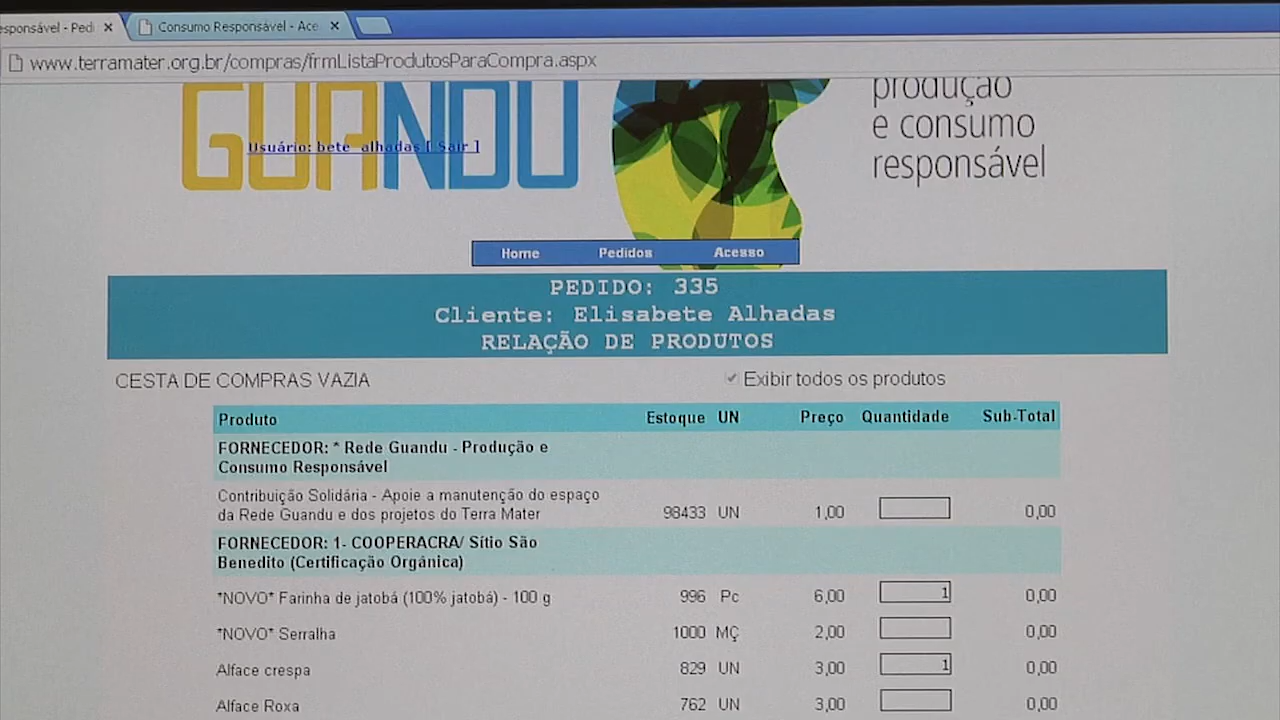 esponsável - Pedi × Consumo Responsável - Ace ×
www.terramater.org.br/compras/frmListaProdutosParaCompra.aspx
GUANDU
produção
e consumo
responsável
Usuário: bete_alhadas [ Sair ]
Home Pedidos Acesso
PEDIDO: 335
Cliente: Elisabete Alhadas
RELAÇÃO DE PRODUTOS
CESTA DE COMPRAS VAZIA ✓ Exibir todos os produtos
Produto Estoque UN Preço Quantidade Sub-Total
FORNECEDOR: * Rede Guandu - Produção e
Consumo Responsável
Contribuição Solidária - Apoie a manutenção do espaço
da Rede Guandu e dos projetos do Terra Mater 98433 UN 1,00 0,00
FORNECEDOR: 1- COOPERACRA/ Sítio São
Benedito (Certificação Orgânica)
*NOVO* Farinha de jatobá (100% jatobá) - 100 g 996 Pc 6,00 1 0,00
*NOVO* Serralha 1000 MÇ 2,00 0,00
Alface crespa 829 UN 3,00 1 0,00
Alface Roxa 762 UN 3,00 0,00